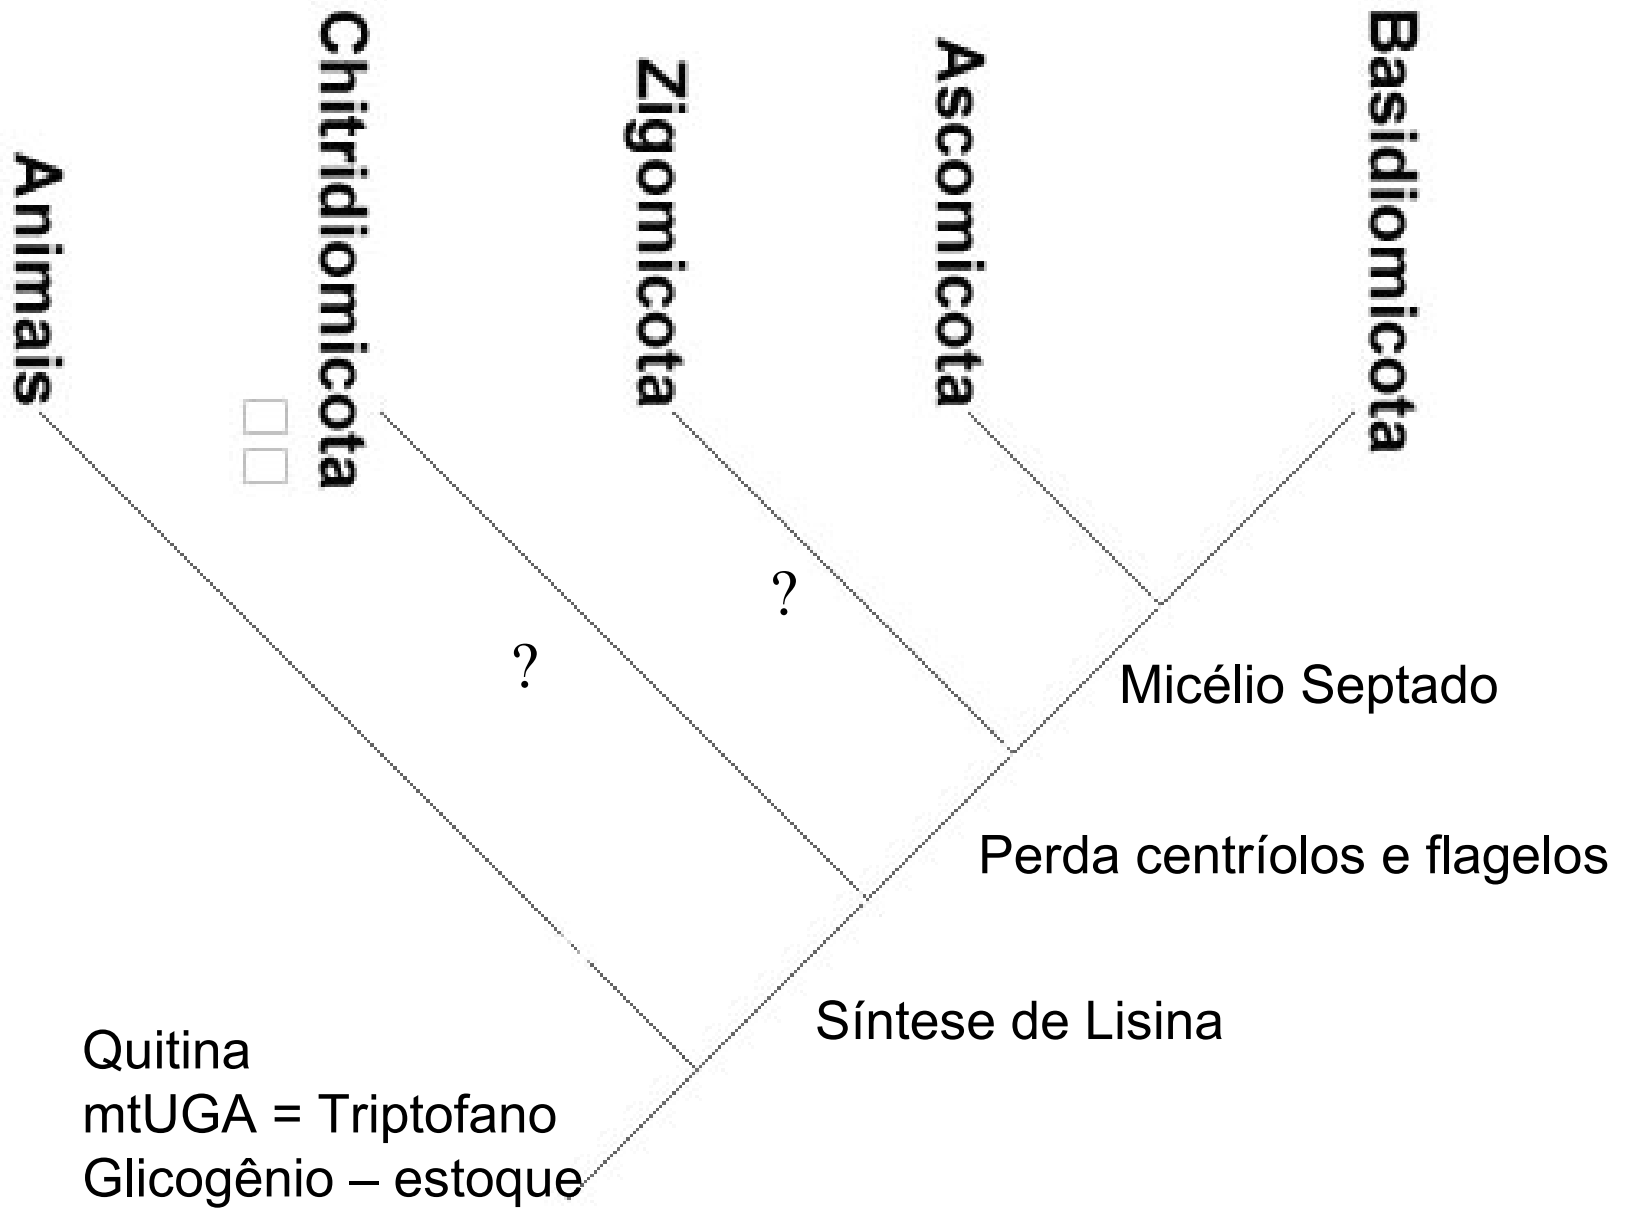 Animais
Chitridiomicota
Zigomicota
Ascomicota
Basidiomicota
?
?
Micélio Septado
Perda centríolos e flagelos
Síntese de Lisina
Quitina
mtUGA = Triptofano
Glicogênio – estoque